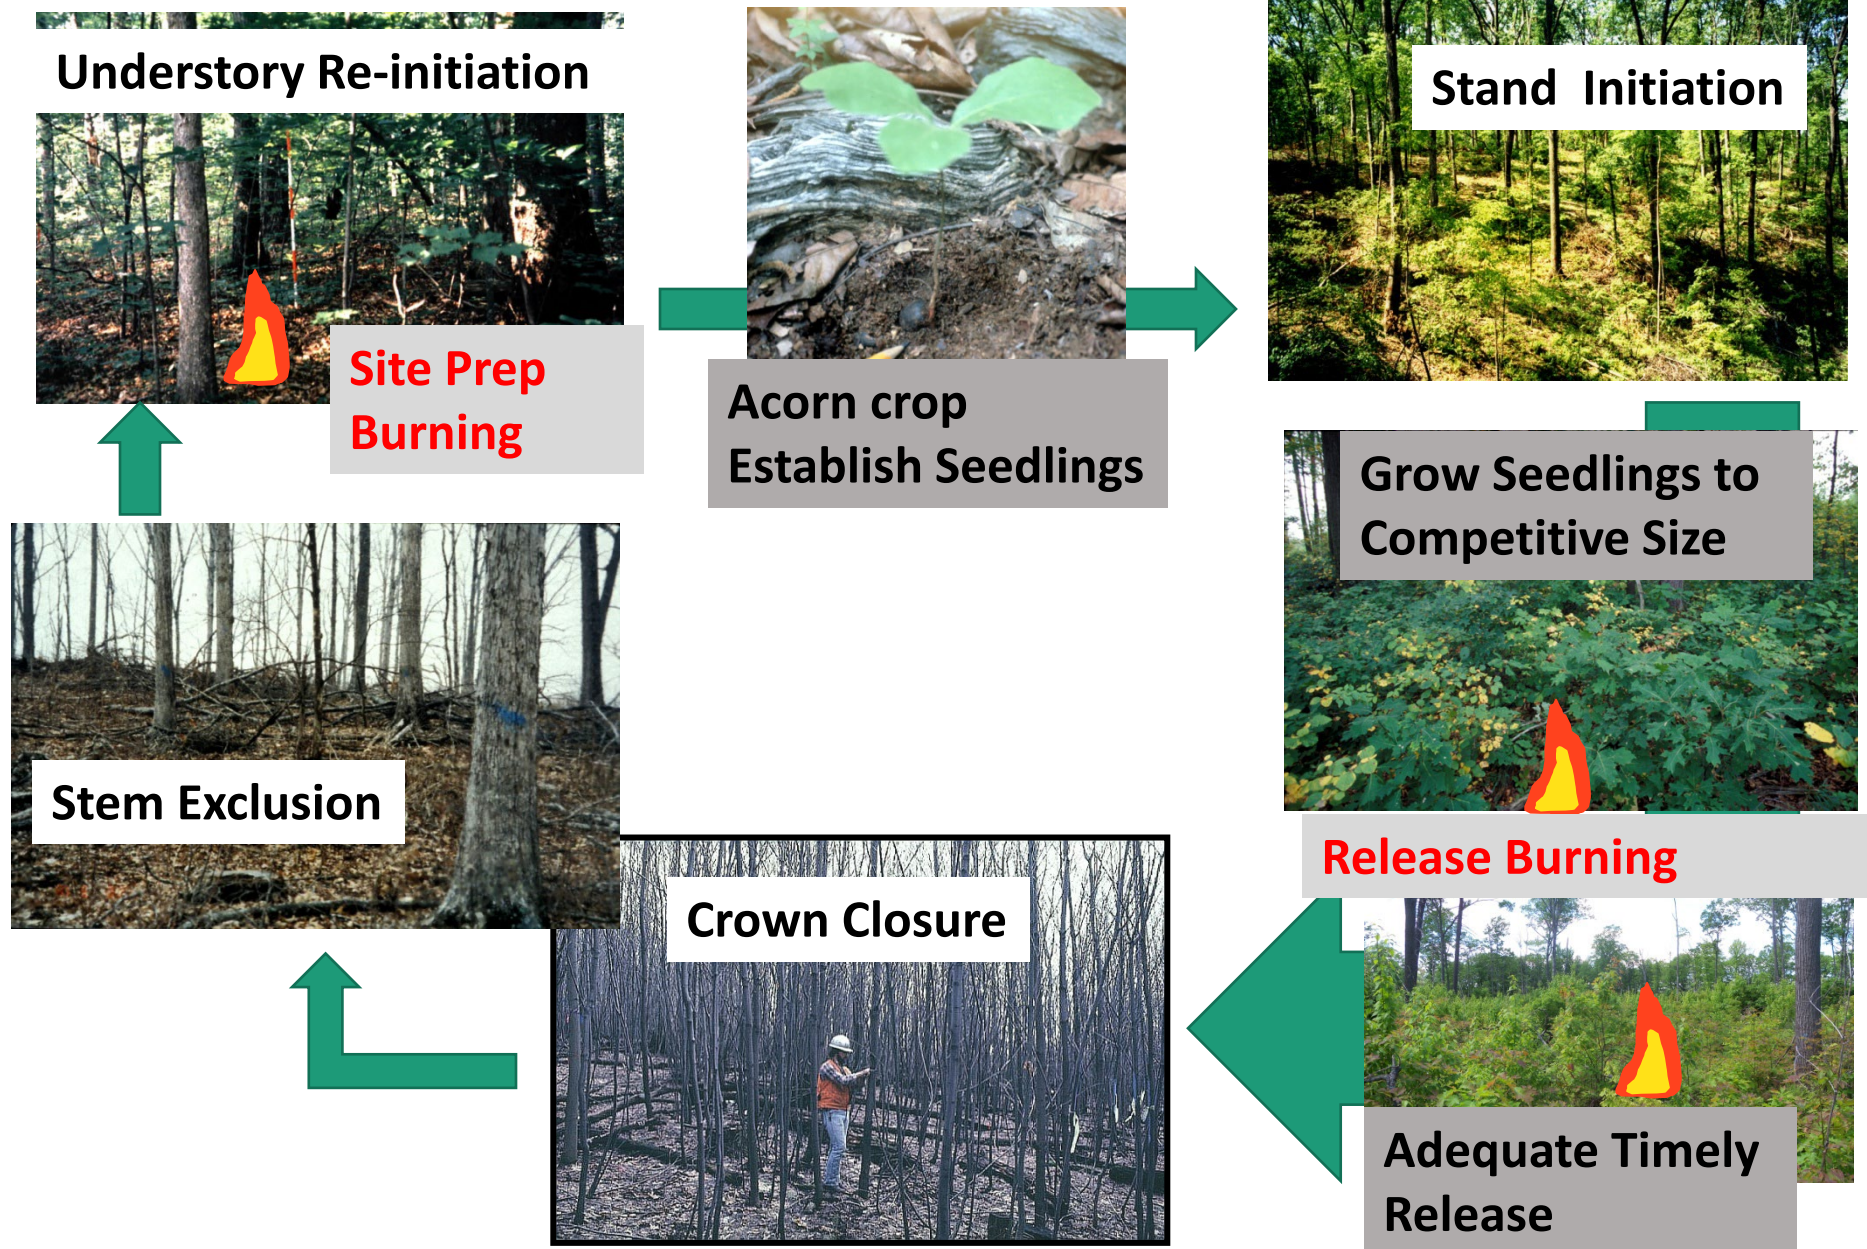 Understory Re-initiation
Site Prep
Burning
Acorn crop
Establish Seedlings
Stand  Initiation
Grow Seedlings to
Competitive Size
Release Burning
Adequate Timely
Release
Crown Closure
Stem Exclusion